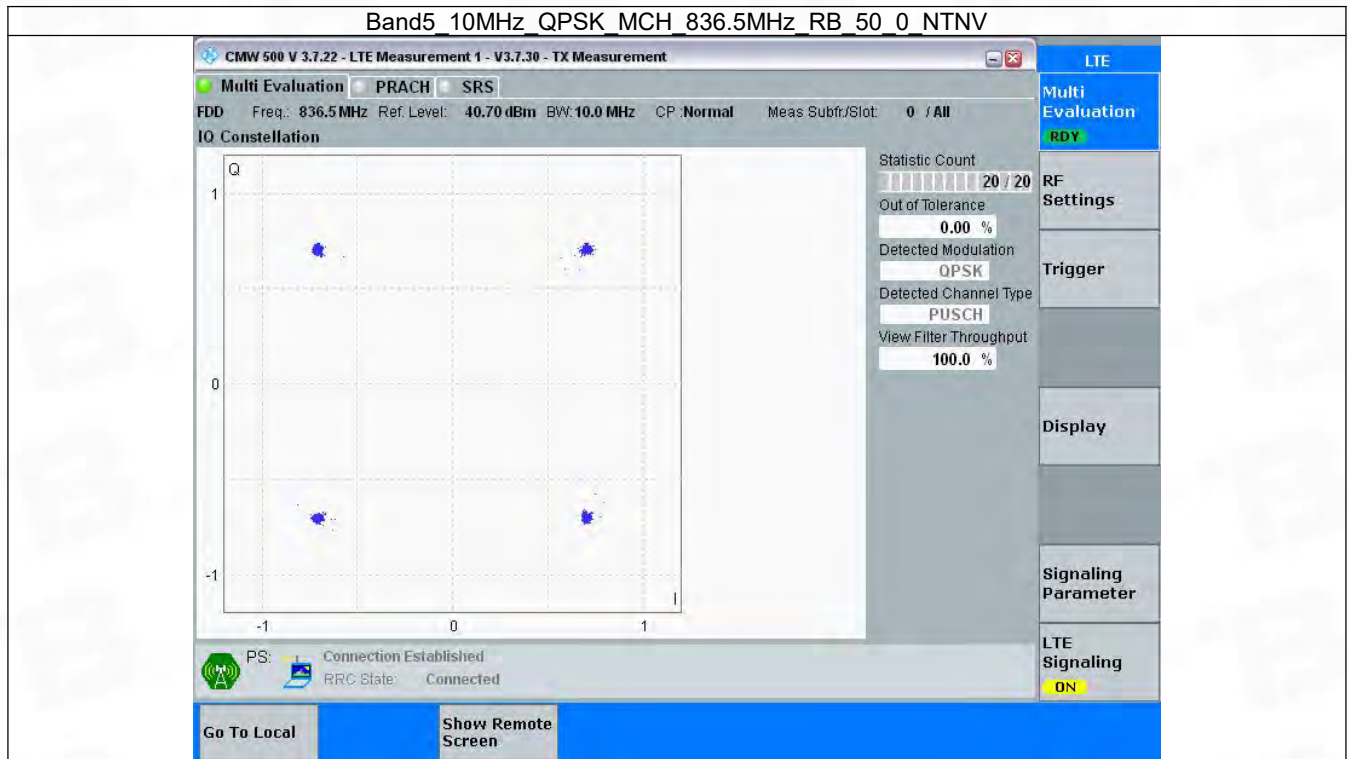 Band5_10MHz_QPSK_MCH_836.5MHz_RB_50_0_NTNV
CMW 500 V 3.7.22 - LTE Measurement 1 - V3.7.30 - TX Measurement
LTE
Multi Evaluation PRACH SRS
Multi
Evaluation
RDY
FDD Freq.: 836.5 MHz Ref. Level: 40.70 dBm BW: 10.0 MHz CP :Normal Meas Subfr./Slot: 0 / All
IQ Constellation
Q
1
0
-1
I
-1 0 1
Statistic Count
20 / 20
Out of Tolerance
0.00 %
Detected Modulation
QPSK
Detected Channel Type
PUSCH
View Filter Throughput
100.0 %
RF
Settings
Trigger
Display
Signaling
Parameter
LTE
Signaling
ON
PS: Connection Established
RRC State: Connected
Go To Local
Show Remote
Screen